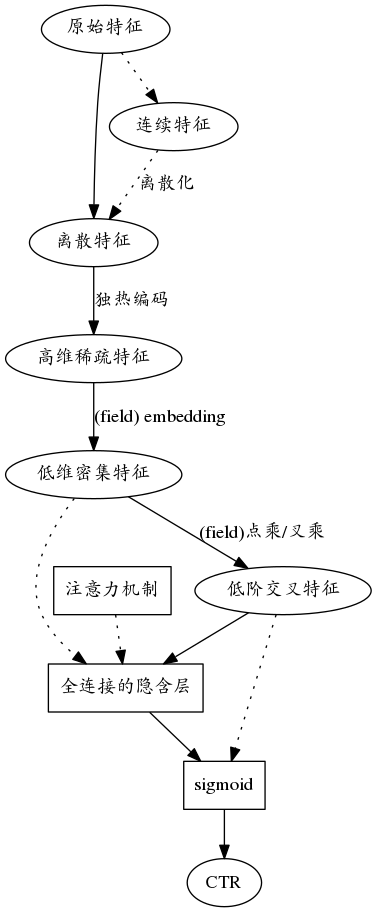 原始特征
连续特征
离散化
离散特征
独热编码
高维稀疏特征
(field) embedding
低维密集特征
(field)点乘/叉乘
注意力机制
低阶交叉特征
全连接的隐含层
sigmoid
CTR